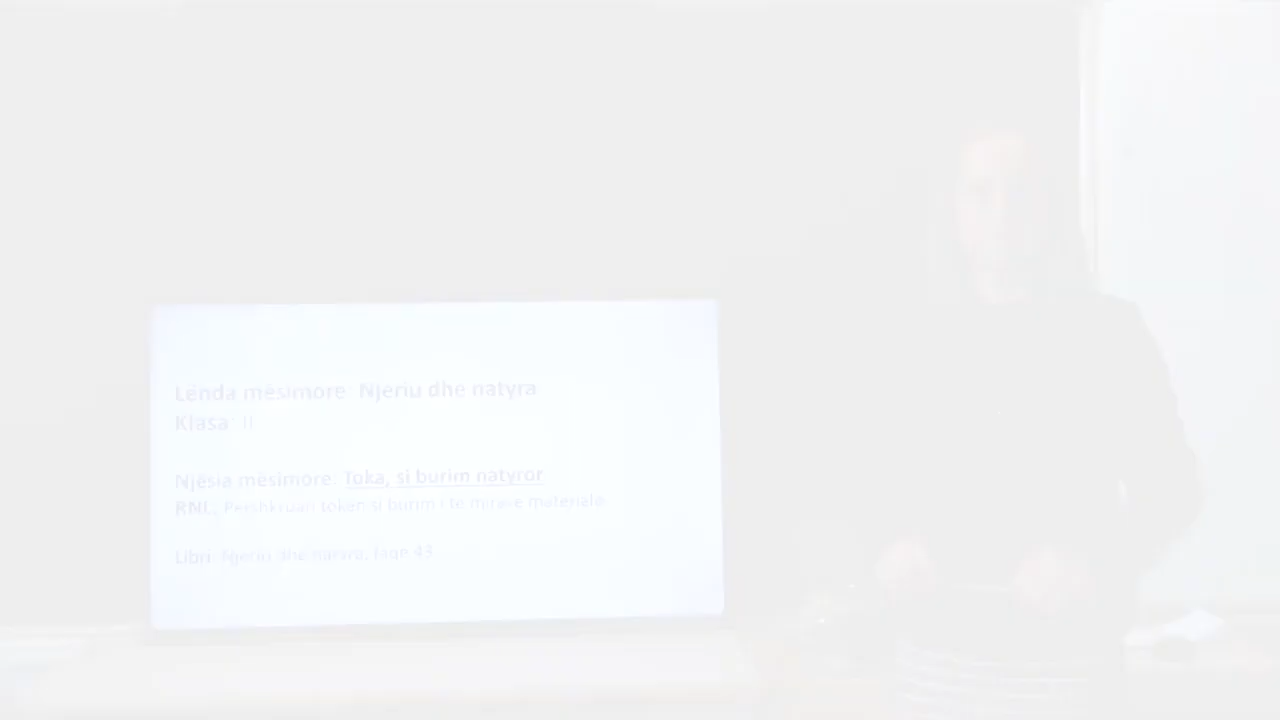 Lënda mësimore: Njeriu dhe natyra
Klasa: II
Njësia mësimore: Toka, si burim natyror
RNL: Përshkruan tokën si burim i të mirave materiale
Libri: Njeriu dhe natyra, faqe 43